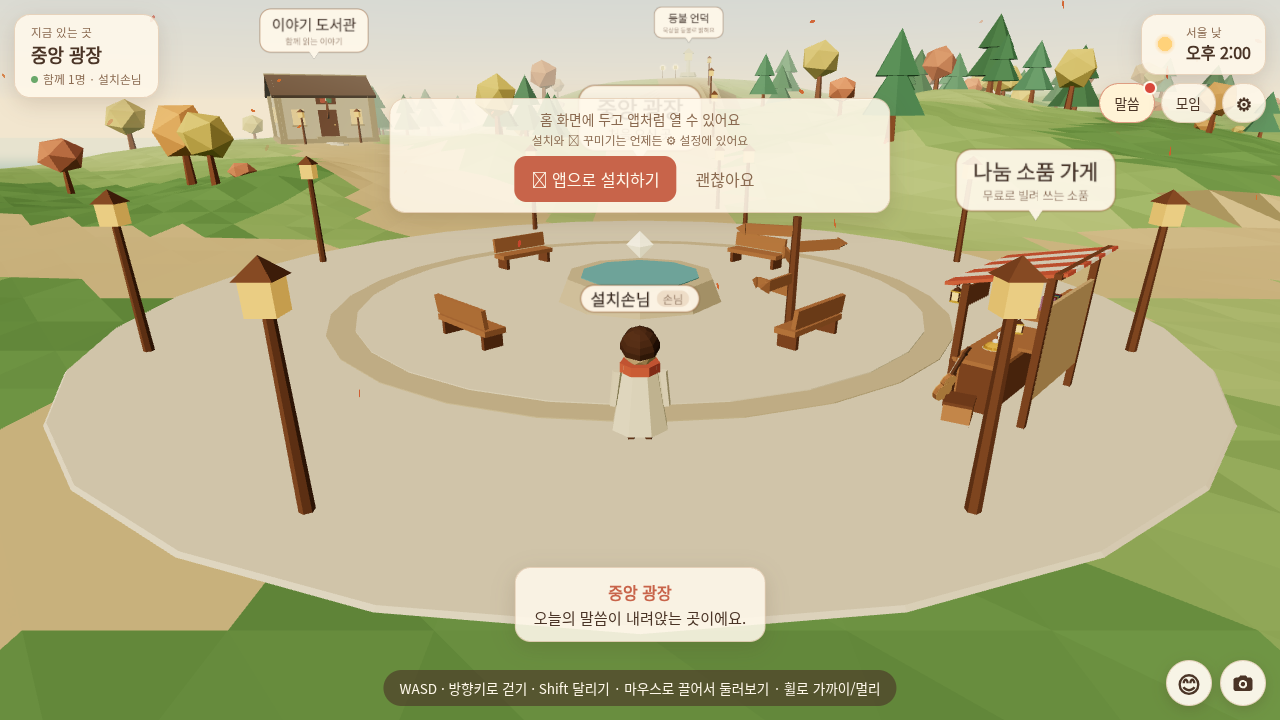 지금 있는 곳
중앙 광장
함께 1명 · 설치손님
이야기 도서관
함께 읽는 이야기
등불 언덕
서울 낮
오후 2:00
말씀
모임
중앙 광장
홈 화면에 두고 앱처럼 열 수 있어요
설치와 꾸미기는 언제든 ⚙ 설정에 있어요
앱으로 설치하기
괜찮아요
나눔 소품 가게
무료로 빌려 쓰는 소품
설치손님 손님
중앙 광장
오늘의 말씀이 내려앉는 곳이에요.
WASD · 방향키로 걷기 · Shift 달리기 · 마우스로 끌어서 둘러보기 · 휠로 가까이/멀리